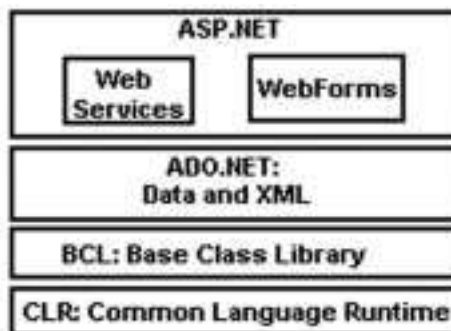 ASP.NET
Web
Services
WebForms
ADO.NET:
Data and XML
BCL: Base Class Library
CLR: Common Language Runtime